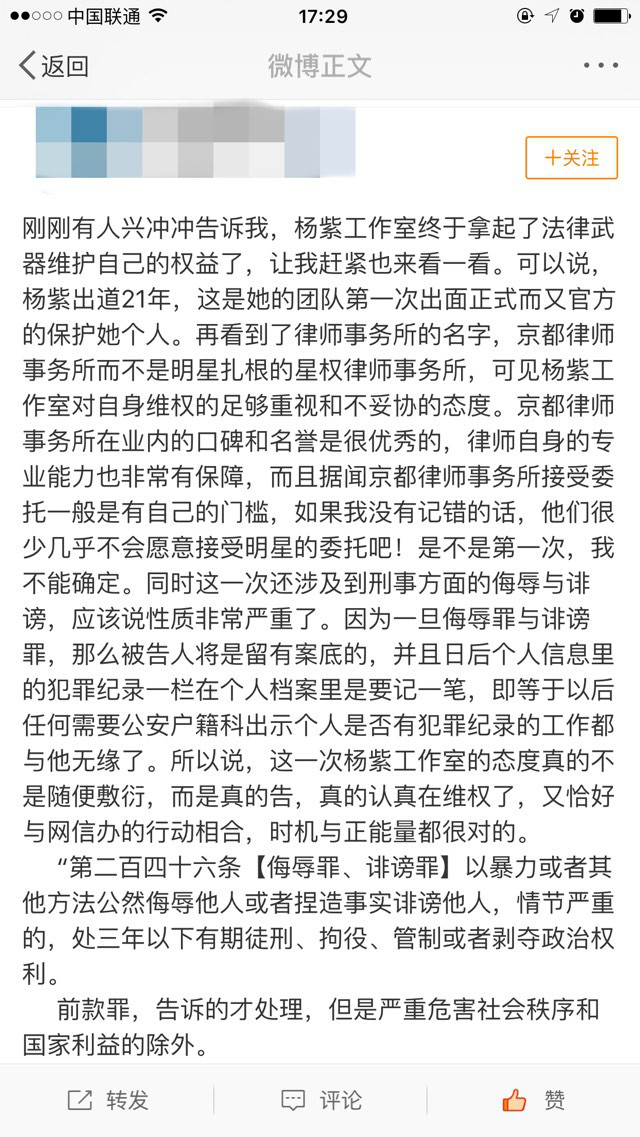 中国联通 17:29
返回 微博正文
＋关注
刚刚有人兴冲冲告诉我，杨紫工作室终于拿起了法律武
器维护自己的权益了，让我赶紧也来看一看。可以说，
杨紫出道21年，这是她的团队第一次出面正式而又官方
的保护她个人。再看到了律师事务所的名字，京都律师
事务所而不是明星扎根的星权律师事务所，可见杨紫工
作室对自身维权的足够重视和不妥协的态度。京都律师
事务所在业内的口碑和名誉是很优秀的，律师自身的专
业能力也非常有保障，而且据闻京都律师事务所接受委
托一般是有自己的门槛，如果我没有记错的话，他们很
少几乎不会愿意接受明星的委托吧！是不是第一次，我
不能确定。同时这一次还涉及到刑事方面的侮辱与诽
谤，应该说性质非常严重了。因为一旦侮辱罪与诽谤
罪，那么被告人将是留有案底的，并且日后个人信息里
的犯罪纪录一栏在个人档案里是要记一笔，即等于以后
任何需要公安户籍科出示个人是否有犯罪纪录的工作都
与他无缘了。所以说，这一次杨紫工作室的态度真的不
是随便敷衍，而是真的告，真的认真在维权了，又恰好
与网信办的行动相合，时机与正能量都很对的。
“第二百四十六条【侮辱罪、诽谤罪】以暴力或者其
他方法公然侮辱他人或者捏造事实诽谤他人，情节严重
的，处三年以下有期徒刑、拘役、管制或者剥夺政治权
利。
前款罪，告诉的才处理，但是严重危害社会秩序和
国家利益的除外。
转发 评论 赞